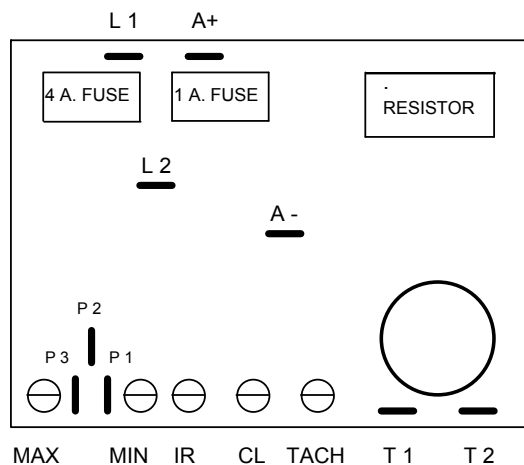 L 1 A+
4 A. FUSE 1 A. FUSE . RESISTOR
L 2
A -
P 2
P 3 P 1
MAX MIN IR CL TACH T 1 T 2